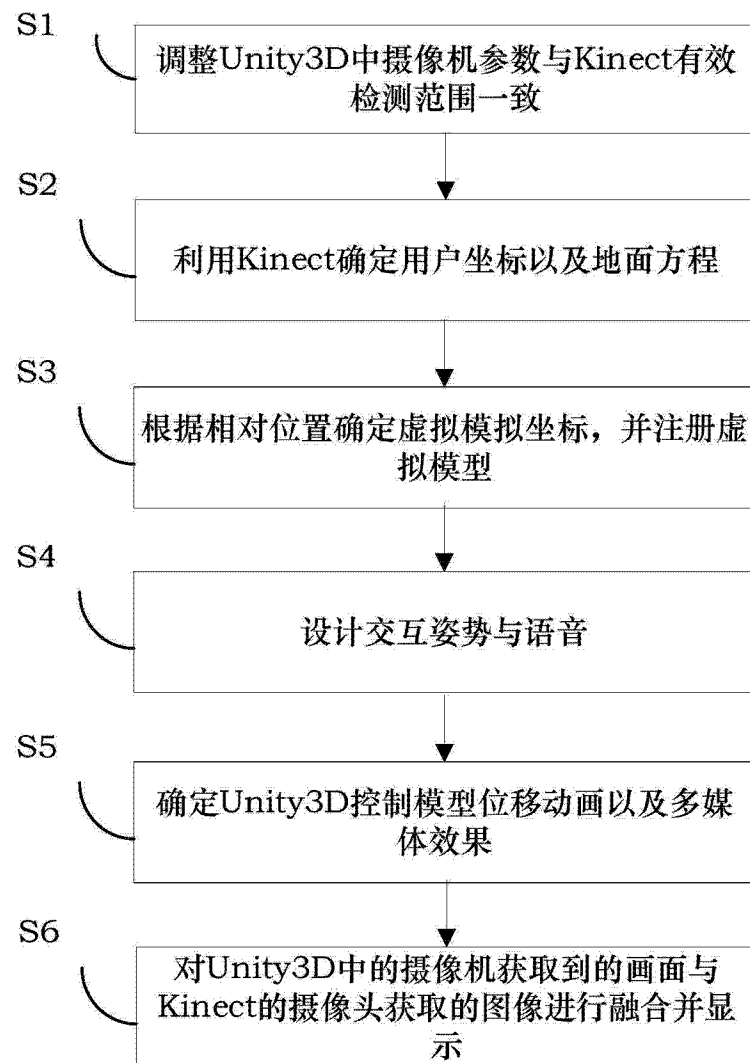 S1
调整Unity3D中摄像机参数与Kinect有效
检测范围一致
S2
利用Kinect确定用户坐标以及地面方程
S3
根据相对位置确定虚拟模拟坐标，并注册虚
拟模型
S4
设计交互姿势与语音
S5
确定Unity3D控制模型位移动画以及多媒
体效果
S6
对Unity3D中的摄像机获取到的画面与
Kinect的摄像头获取的图像进行融合并显
示